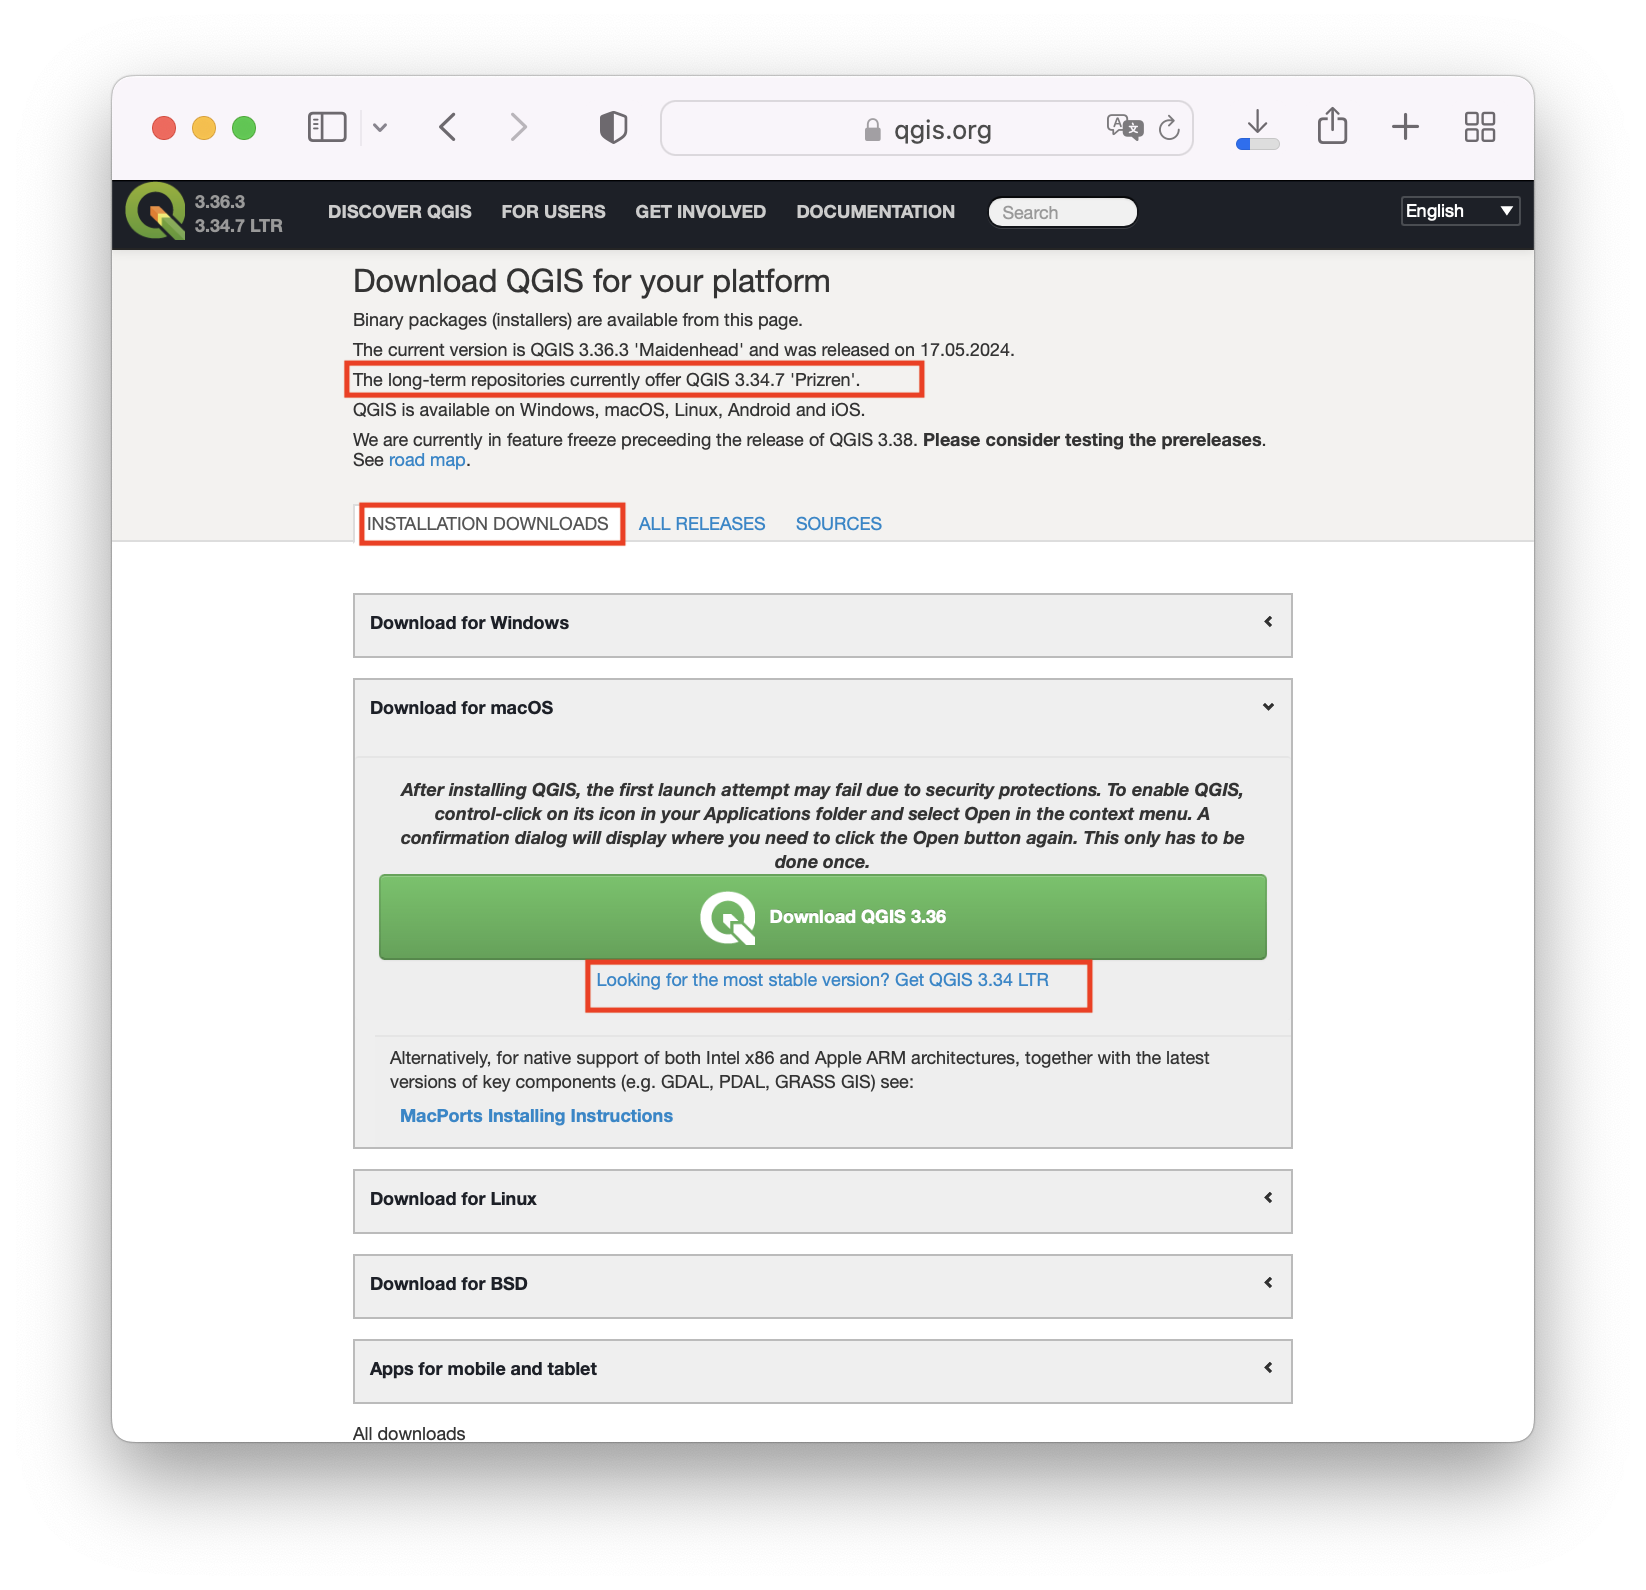 qgis.org
3.36.3
3.34.7 LTR
DISCOVER QGIS FOR USERS GET INVOLVED DOCUMENTATION Search English
Download QGIS for your platform
Binary packages (installers) are available from this page.
The current version is QGIS 3.36.3 'Maidenhead' and was released on 17.05.2024.
The long-term repositories currently offer QGIS 3.34.7 'Prizren'.
QGIS is available on Windows, macOS, Linux, Android and iOS.
We are currently in feature freeze preceeding the release of QGIS 3.38. Please consider testing the prereleases.
See road map.
INSTALLATION DOWNLOADS ALL RELEASES SOURCES
Download for Windows
Download for macOS
After installing QGIS, the first launch attempt may fail due to security protections. To enable QGIS,
control-click on its icon in your Applications folder and select Open in the context menu. A
confirmation dialog will display where you need to click the Open button again. This only has to be
done once.
Download QGIS 3.36
Looking for the most stable version? Get QGIS 3.34 LTR
Alternatively, for native support of both Intel x86 and Apple ARM architectures, together with the latest
versions of key components (e.g. GDAL, PDAL, GRASS GIS) see:
MacPorts Installing Instructions
Download for Linux
Download for BSD
Apps for mobile and tablet
All downloads